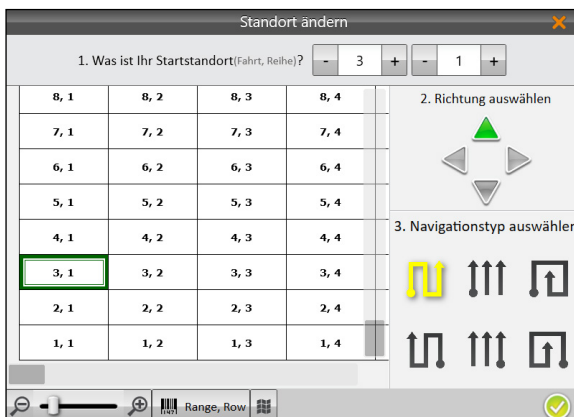 Standort ändern
1. Was ist Ihr Startstandort(Fahrt, Reihe)? - 3 + - 1 +
8, 1 8, 2 8, 3 8, 4
7, 1 7, 2 7, 3 7, 4
6, 1 6, 2 6, 3 6, 4
5, 1 5, 2 5, 3 5, 4
4, 1 4, 2 4, 3 4, 4
3, 1 3, 2 3, 3 3, 4
2, 1 2, 2 2, 3 2, 4
1, 1 1, 2 1, 3 1, 4
2. Richtung auswählen
3. Navigationstyp auswählen
Range, Row